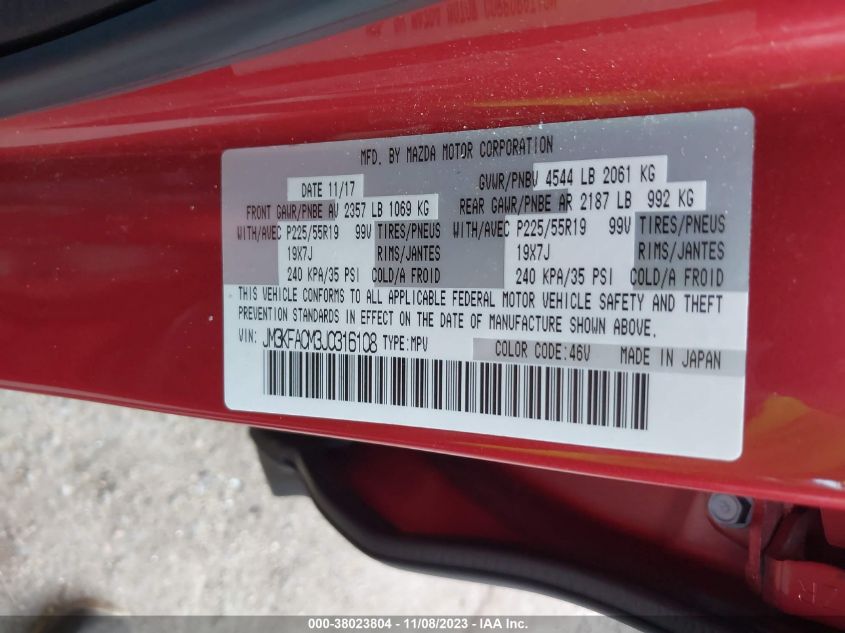 MFD. BY MAZDA MOTOR CORPORATION
DATE 11/17 GVWR/PNBV 4544 LB 2061 KG
FRONT GAWR/PNBE AV 2357 LB 1069 KG REAR GAWR/PNBE AR 2187 LB 992 KG
WITH/AVEC P225/55R19 99V TIRES/PNEUS WITH/AVEC P225/55R19 99V TIRES/PNEUS
19X7J RIMS/JANTES 19X7J RIMS/JANTES
240 KPA/35 PSI COLD/A FROID 240 KPA/35 PSI COLD/A FROID
THIS VEHICLE CONFORMS TO ALL APPLICABLE FEDERAL MOTOR VEHICLE SAFETY AND THEFT
PREVENTION STANDARDS IN EFFECT ON THE DATE OF MANUFACTURE SHOWN ABOVE.
VIN: JM3KFACM3J0316108 TYPE:MPV
COLOR CODE:46V MADE IN JAPAN
000-38023804 - 11/08/2023 - IAA Inc.